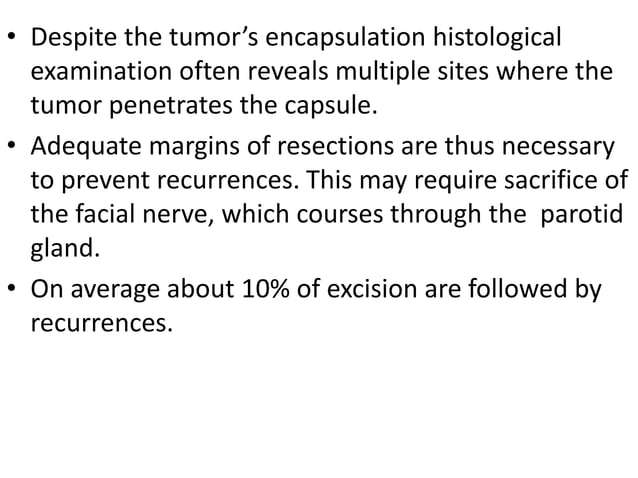 • Despite the tumor’s encapsulation histological
examination often reveals multiple sites where the
tumor penetrates the capsule.
• Adequate margins of resections are thus necessary
to prevent recurrences. This may require sacrifice of
the facial nerve, which courses through the  parotid
gland.
• On average about 10% of excision are followed by
recurrences.